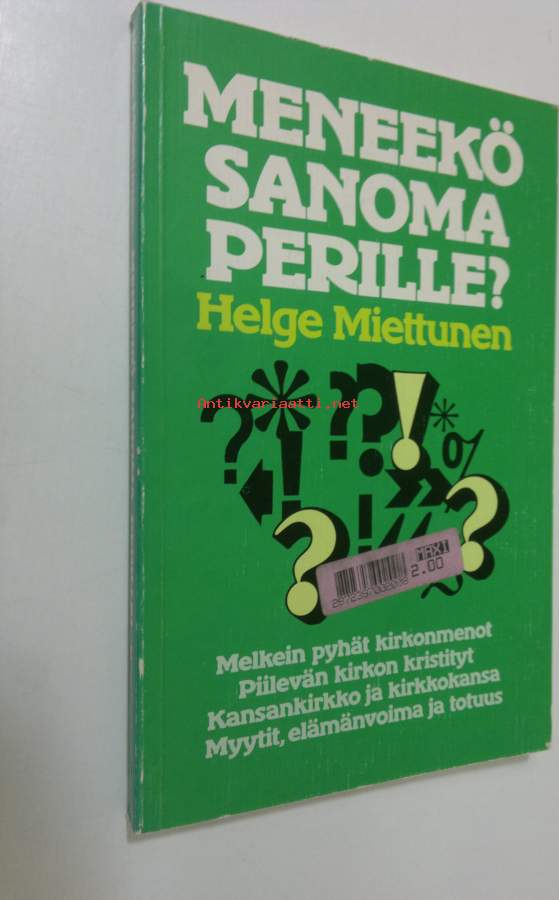 MENEEKÖ
SANOMA
PERILLE?
Helge Miettunen
Antikvariaatti.net
MAXI
2.00
Melkein pyhät kirkonmenot
Piilevän kirkon kristityt
Kansankirkko ja kirkkokansa
Myytit, elämänvoima ja totuus